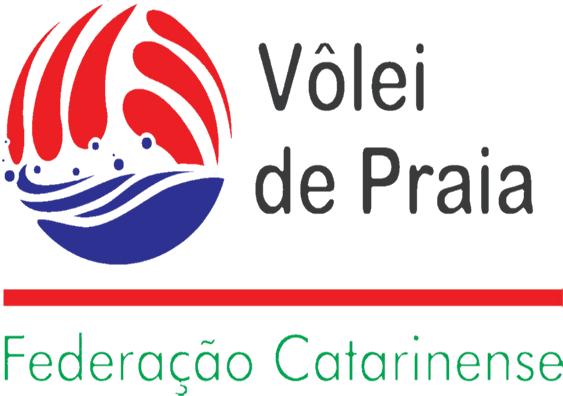 Vôlei
de Praia
Federação Catarinense